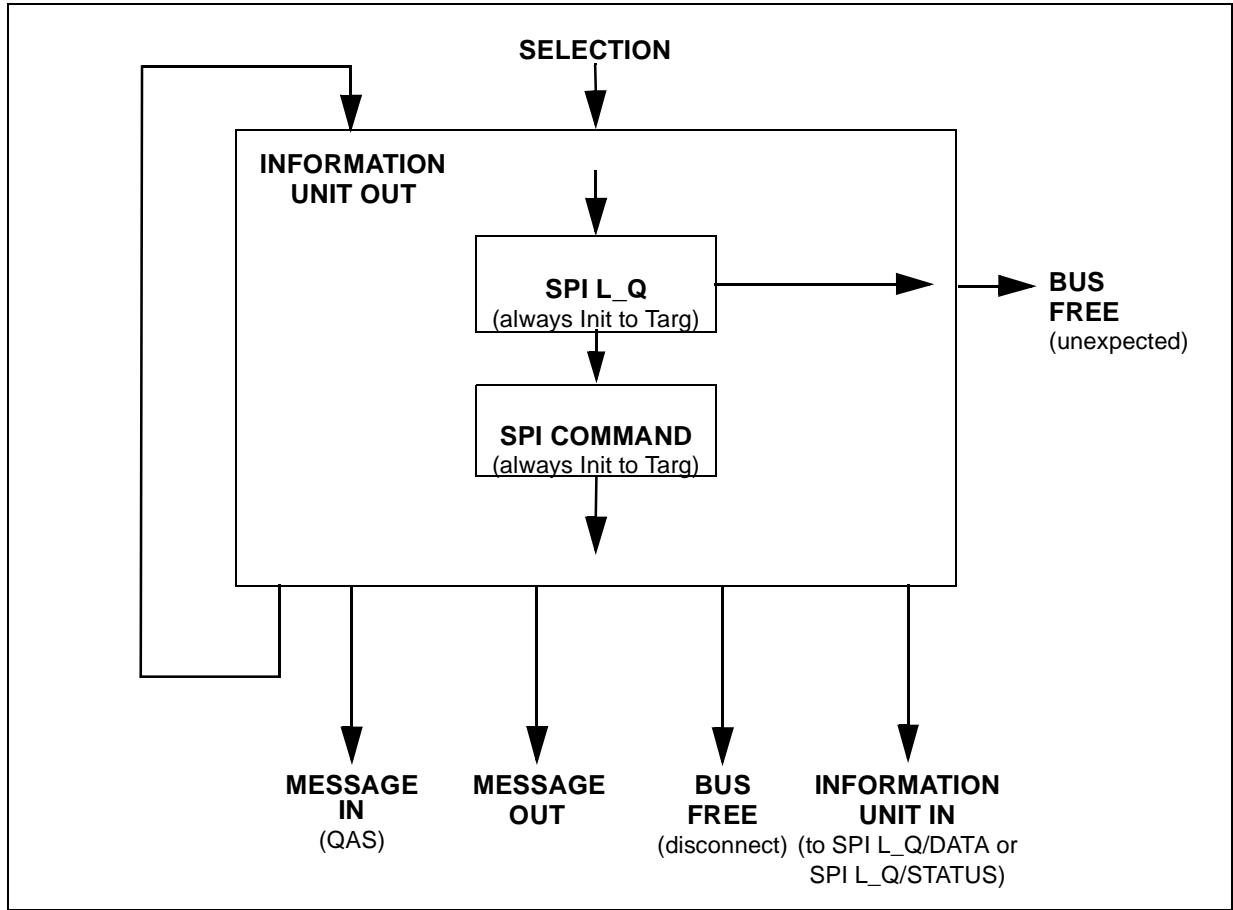 SELECTION
INFORMATION
UNIT OUT
SPI L_Q
(always Init to Targ)
BUS
FREE
(unexpected)
SPI COMMAND
(always Init to Targ)
MESSAGE
IN
(QAS)
MESSAGE
OUT
BUS
FREE
(disconnect)
INFORMATION
UNIT IN
(to SPI L_Q/DATA or
SPI L_Q/STATUS)